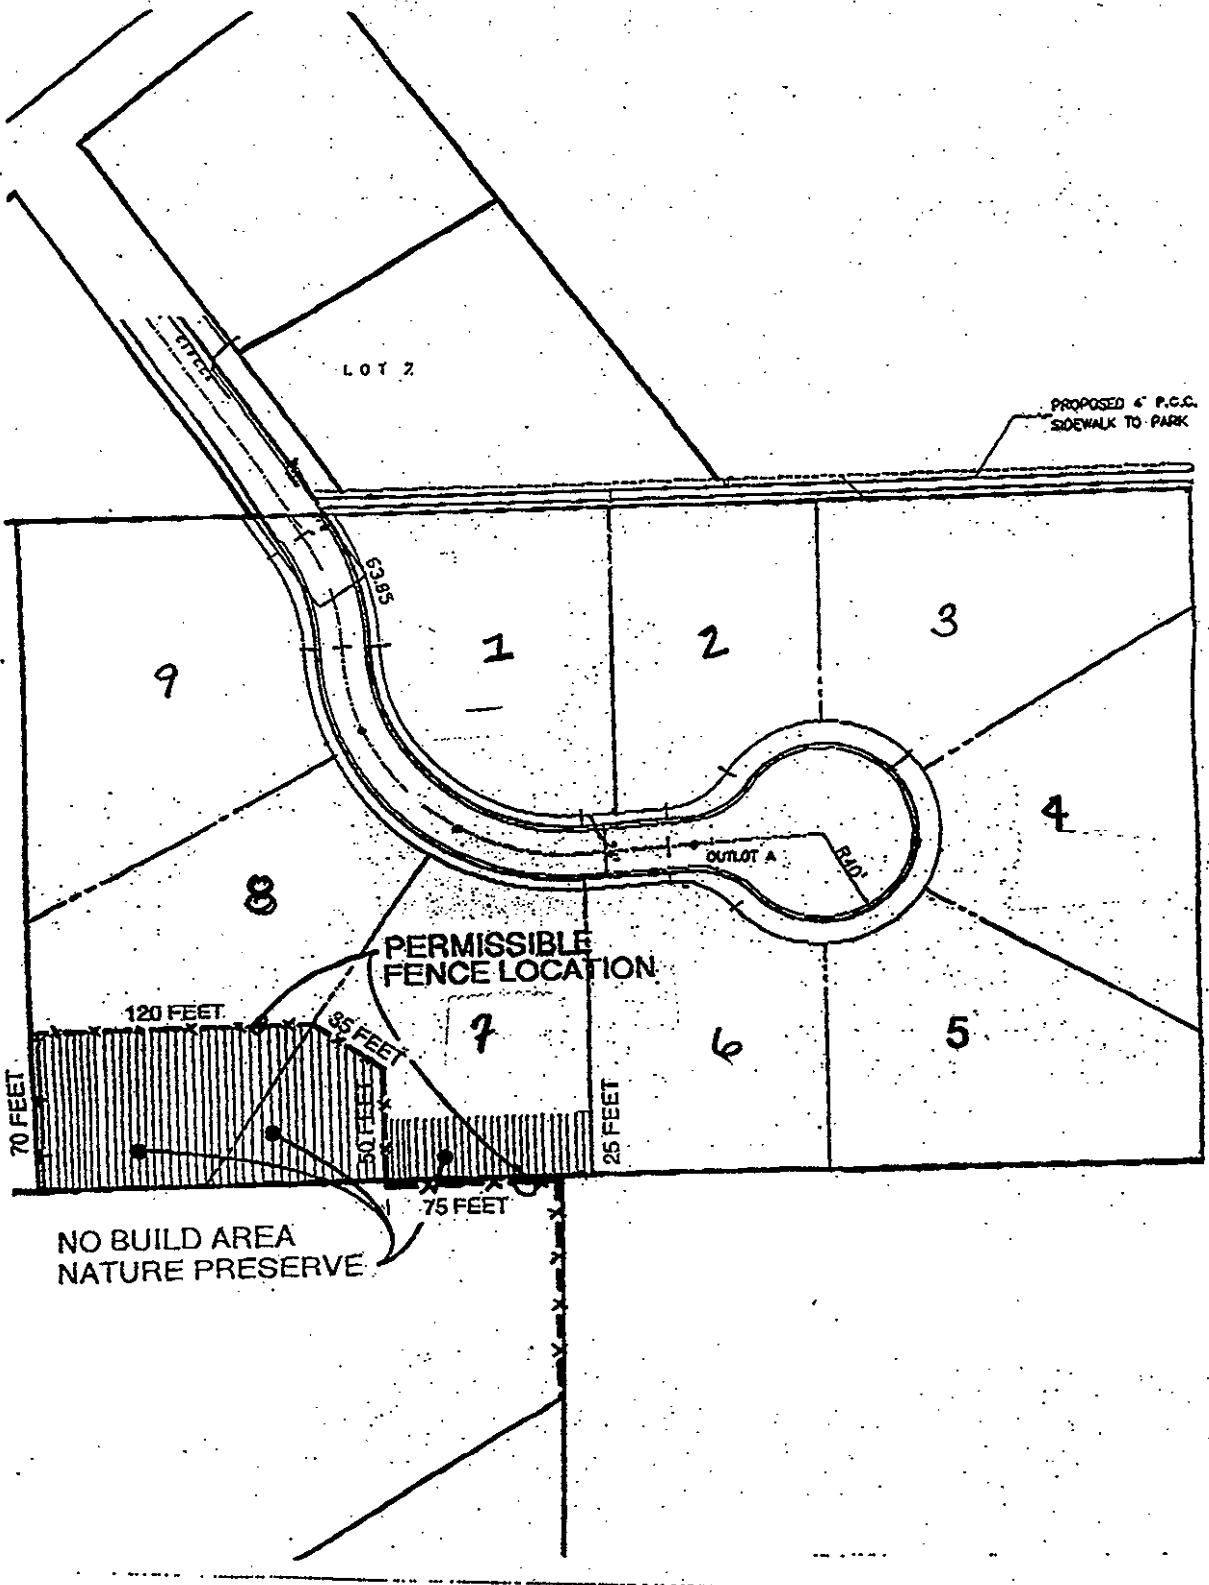 LOT 2
PROPOSED 4' P.C.C.
SIDEWALK TO PARK
63.85
1
2
3
9
4
OUTLOT A
R40'
8
PERMISSIBLE
FENCE LOCATION
120 FEET
35 FEET
7
6
5
70 FEET
50 FEET
25 FEET
75 FEET
NO BUILD AREA
NATURE PRESERVE